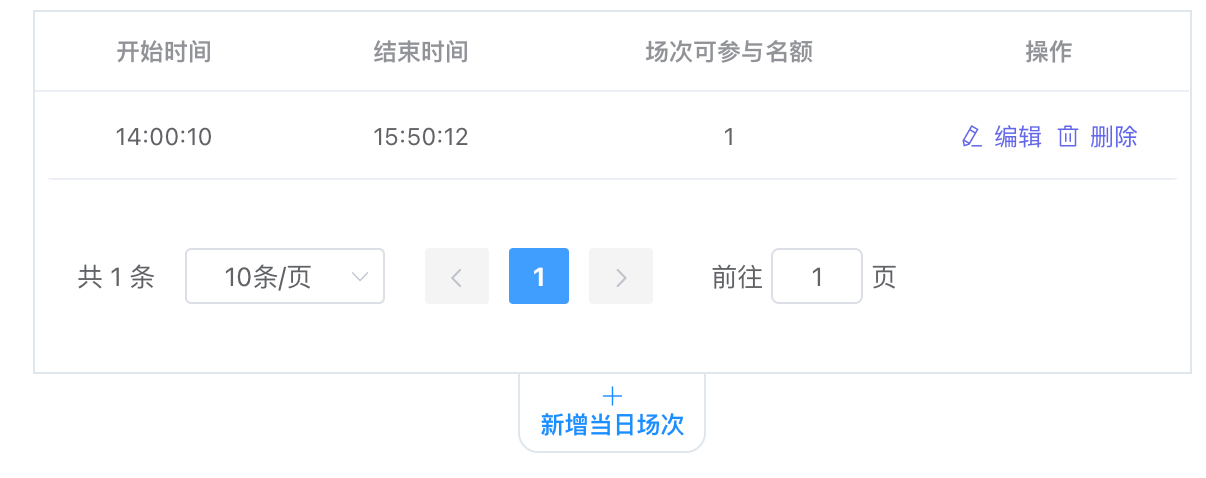 开始时间 结束时间 场次可参与名额 操作
14:00:10 15:50:12 1 编辑 删除
共 1 条 10条/页 1 前往 1 页
新增当日场次